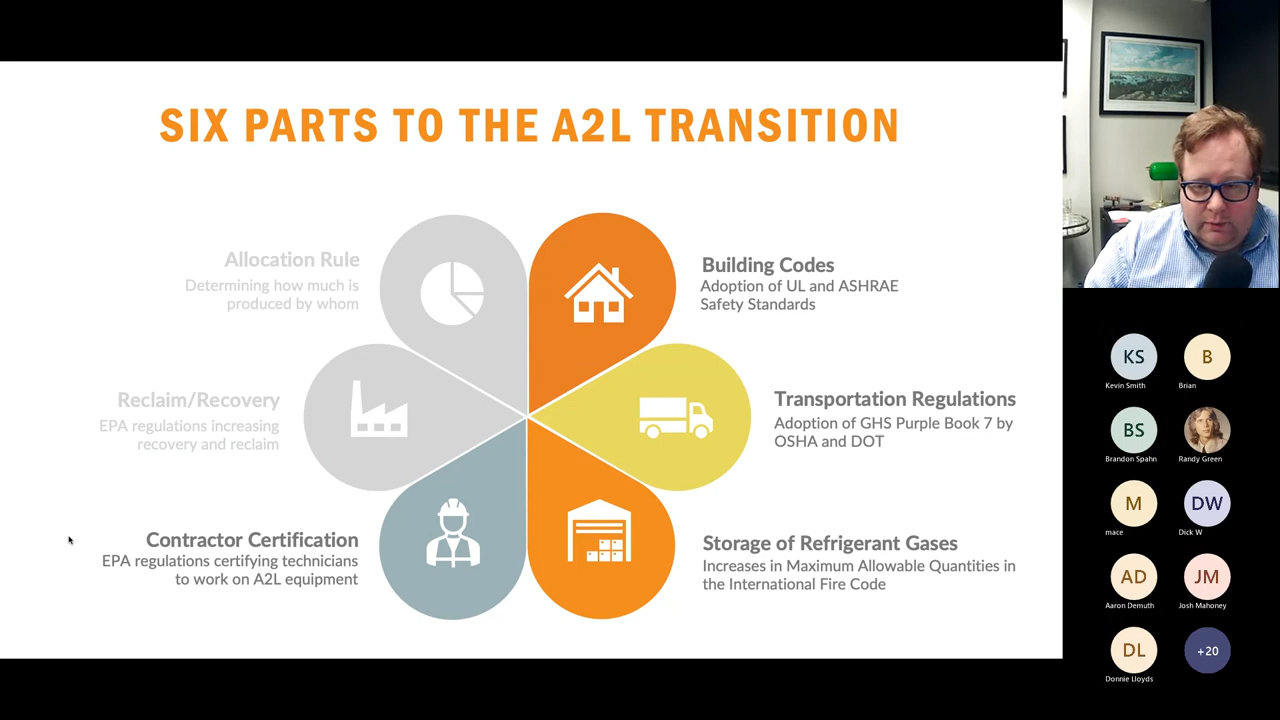 SIX PARTS TO THE A2L TRANSITION
Allocation Rule
Determining how much is
produced by whom
Building Codes
Adoption of UL and ASHRAE
Safety Standards
Reclaim/Recovery
EPA regulations increasing
recovery and reclaim
Transportation Regulations
Adoption of GHS Purple Book 7 by
OSHA and DOT
Contractor Certification
EPA regulations certifying technicians
to work on A2L equipment
Storage of Refrigerant Gases
Increases in Maximum Allowable Quantities in
the International Fire Code
KS
B
Kevin Smith
Brian
BS
Brandon Spahn
Randy Green
M
DW
mace
Dick W
AD
JM
Aaron Demuth
Josh Mahoney
DL
+20
Donnie Lloyds